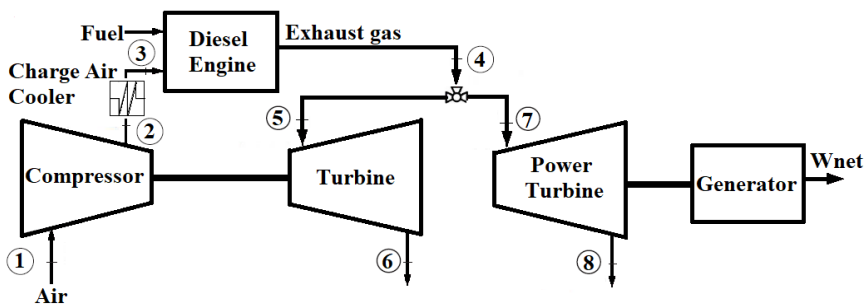 Fuel
Diesel
Engine
Exhaust gas
3
4
Charge Air
Cooler
2
5
7
Compressor
Turbine
Power
Turbine
Generator
Wnet
1
6
8
Air